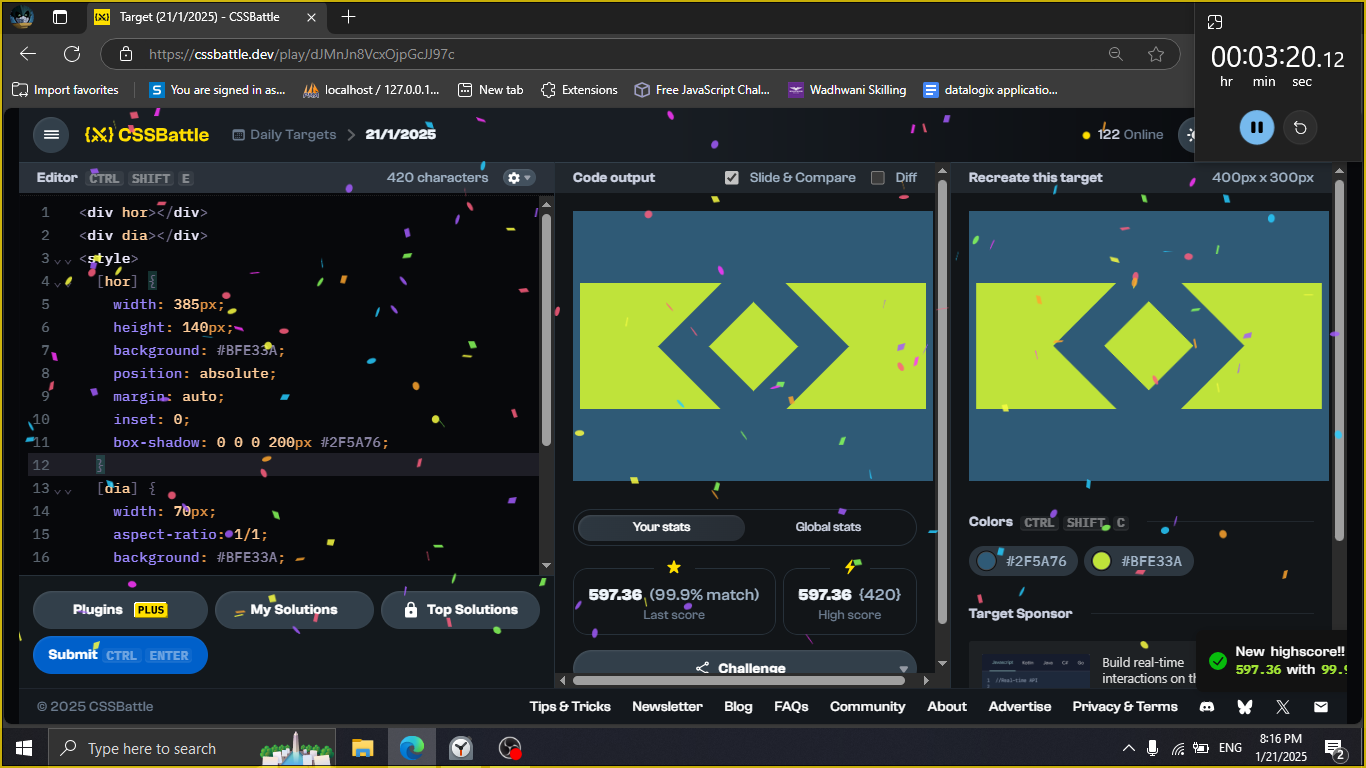 Target (21/1/2025) - CSSBattle
00:03:20.12
hr min sec
https://cssbattle.dev/play/dJMnJn8VcxOjpGcJJ97c
Import favorites
You are signed in as...
localhost / 127.0.0.1...
New tab
Extensions
Free JavaScript Chal...
Wadhwani Skilling
datalogix applicatio...
CSSBattle
Daily Targets > 21/1/2025
122 Online
Editor CTRL SHIFT E
420 characters
Code output
Slide & Compare
Diff
Recreate this target
400px x 300px
1 <div hor></div>
2 <div dia></div>
3 <style>
4 [hor] {
5 width: 385px;
6 height: 140px;
7 background: #BFE33A;
8 position: absolute;
9 margin: auto;
10 inset: 0;
11 box-shadow: 0 0 0 200px #2F5A76;
12 }
13 [dia] {
14 width: 70px;
15 aspect-ratio: 1/1;
16 background: #BFE33A;
Your stats
Global stats
597.36 (99.9% match)
Last score
597.36 {420}
High score
Challenge
Colors CTRL SHIFT C
#2F5A76
#BFE33A
Target Sponsor
Build real-time
interactions on th
New highscore!!
597.36 with 99.9
Plugins PLUS
My Solutions
Top Solutions
Submit CTRL ENTER
© 2025 CSSBattle
Tips & Tricks
Newsletter
Blog
FAQs
Community
About
Advertise
Privacy & Terms
Type here to search
ENG
8:16 PM
1/21/2025
2